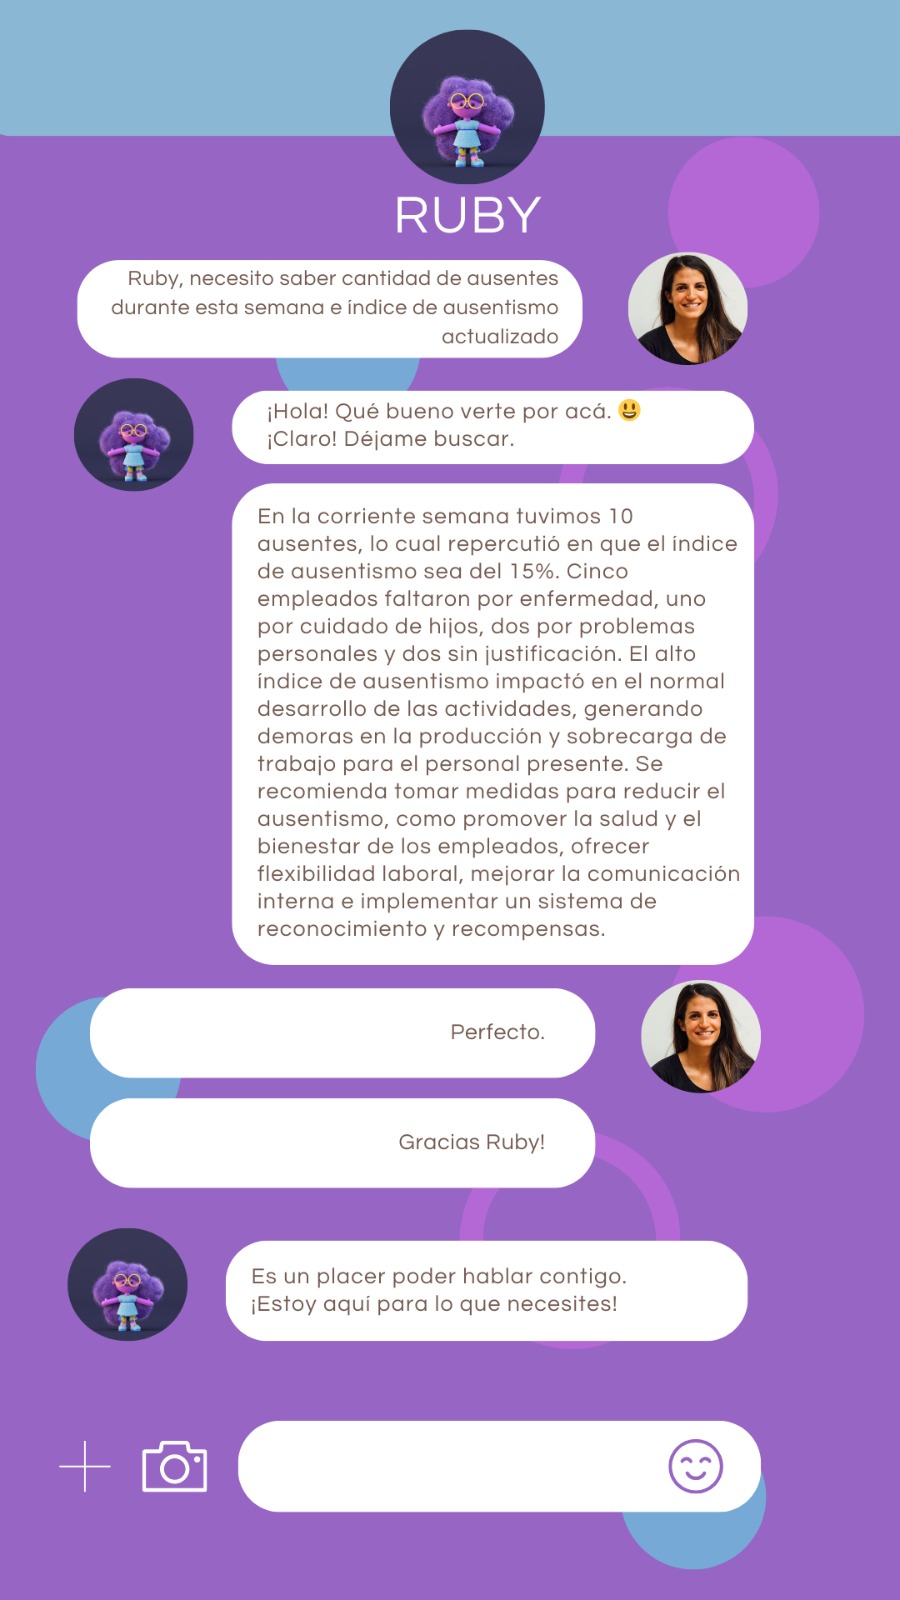 RUBY
Ruby, necesito saber cantidad de ausentes
durante esta semana e índice de ausentismo
actualizado
¡Hola! Qué bueno verte por acá. 😃
¡Claro! Déjame buscar.
En la corriente semana tuvimos 10
ausentes, lo cual repercutió en que el índice
de ausentismo sea del 15%. Cinco
empleados faltaron por enfermedad, uno
por cuidado de hijos, dos por problemas
personales y dos sin justificación. El alto
índice de ausentismo impactó en el normal
desarrollo de las actividades, generando
demoras en la producción y sobrecarga de
trabajo para el personal presente. Se
recomienda tomar medidas para reducir el
ausentismo, como promover la salud y el
bienestar de los empleados, ofrecer
flexibilidad laboral, mejorar la comunicación
interna e implementar un sistema de
reconocimiento y recompensas.
Perfecto.
Gracias Ruby!
Es un placer poder hablar contigo.
¡Estoy aquí para lo que necesites!